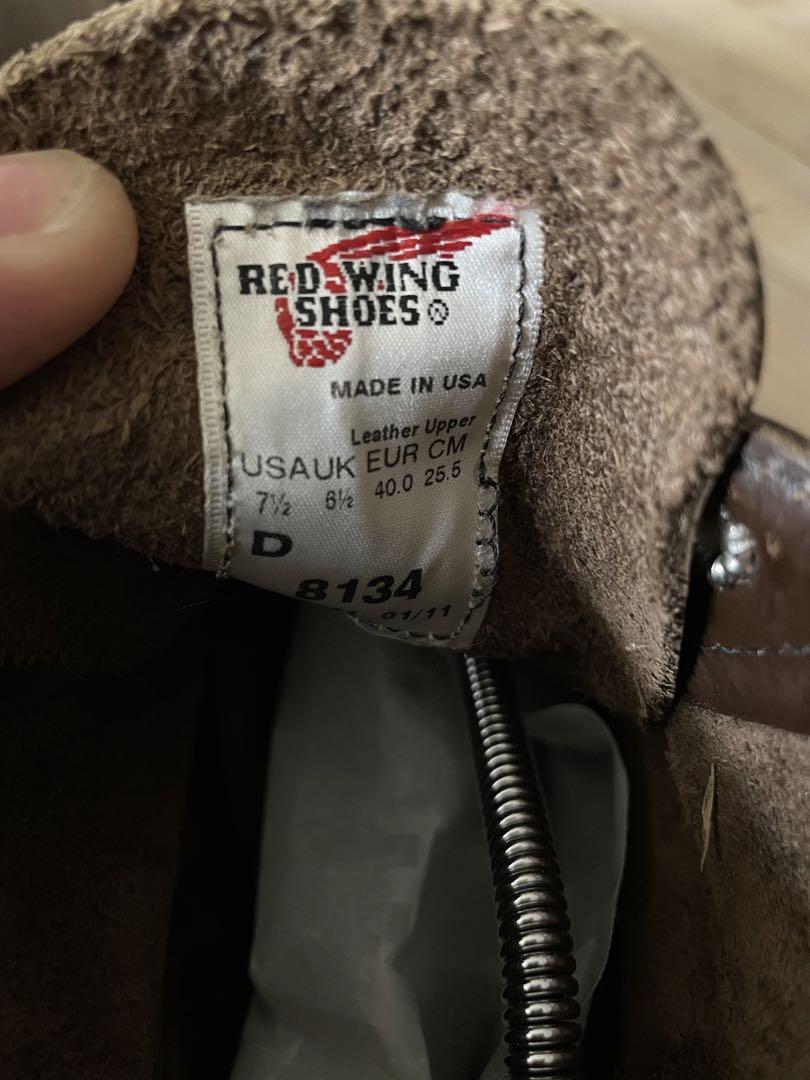 RED WING
SHOES®
MADE IN USA
Leather Upper
USA UK EUR CM
7½ 6½ 40.0 25.5
D
8134
01/11